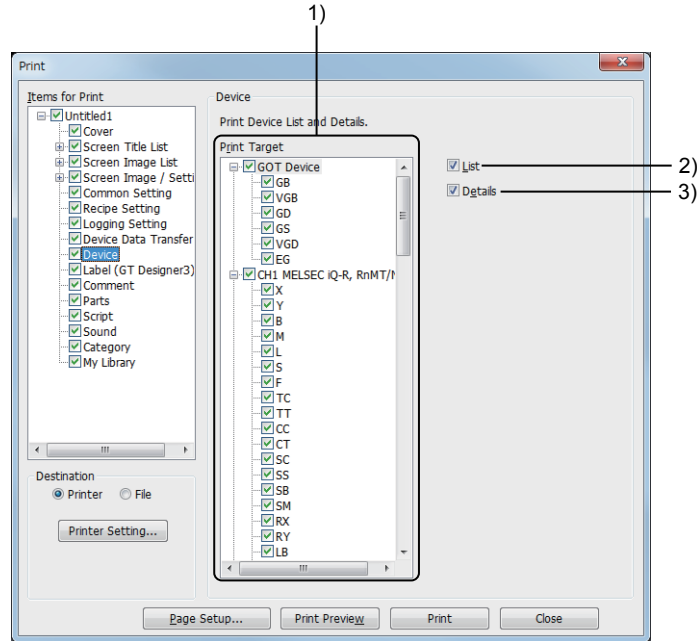 1)
Print
Items for Print
Untitled1
Cover
Screen Title List
Screen Image List
Screen Image / Setti
Common Setting
Recipe Setting
Logging Setting
Device Data Transfer
Device
Label (GT Designer3)
Comment
Parts
Script
Sound
Category
My Library
Destination
Printer
File
Printer Setting...
Device
Print Device List and Details.
Print Target
GOT Device
GB
VGB
GD
GS
VGD
EG
CH1 MELSEC iQ-R, RnMT/
X
Y
B
M
L
S
F
TC
TT
CC
CT
SC
SS
SB
SM
RX
RY
LB
List
2)
Details
3)
Page Setup...
Print Preview
Print
Close